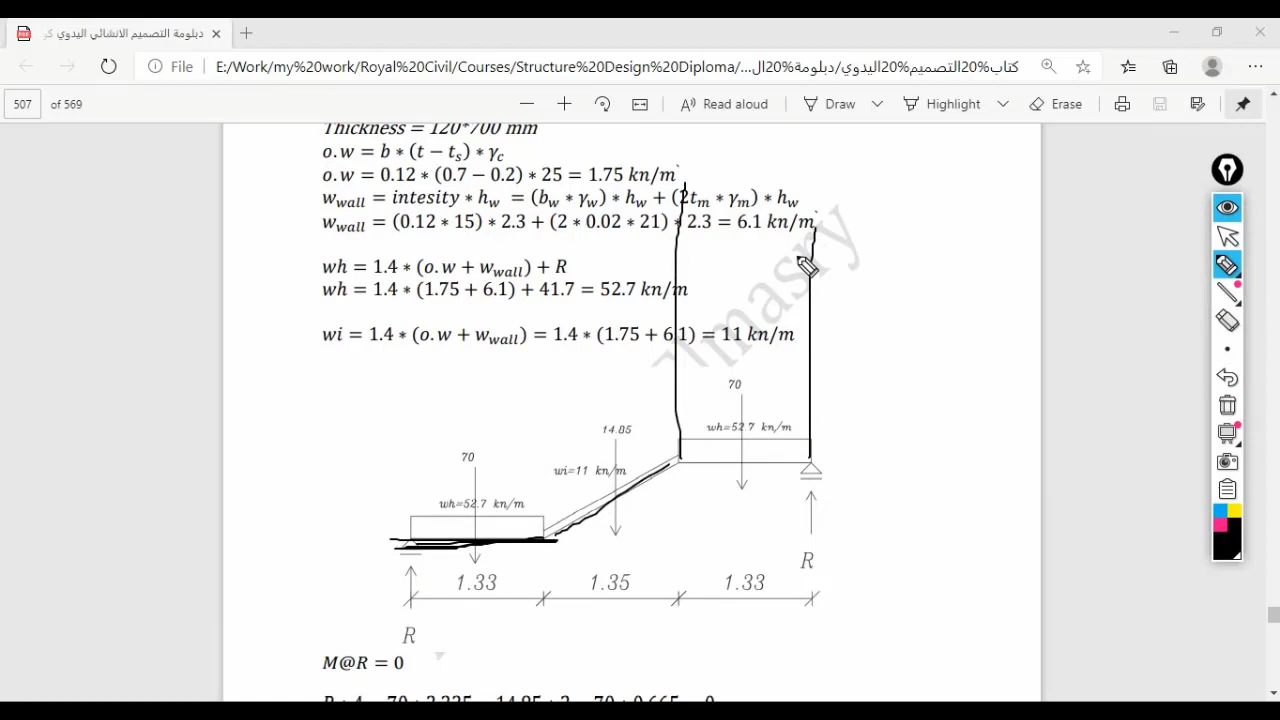 دبلومة التصميم الانشائي اليدوي ك
File E:/Work/my%20work/Royal%20Civil/Courses/Structure%20Design%20Diploma/...كتاب%20التصميم%20اليدوي/دبلومة%20ال
507 of 569 Read aloud Draw Highlight Erase
Thickness = 120*700 mm
o.w = b * (t − t_s) * γ_c
o.w = 0.12 * (0.7 − 0.2) * 25 = 1.75 kn/m`
w_wall = intesity * h_w = (b_w * γ_w) * h_w + (2t_m * γ_m) * h_w
w_wall = (0.12 * 15) * 2.3 + (2 * 0.02 * 21) * 2.3 = 6.1 kn/m`
wh = 1.4 * (o.w + w_wall) + R
wh = 1.4 * (1.75 + 6.1) + 41.7 = 52.7 kn/m
wi = 1.4 * (o.w + w_wall) = 1.4 * (1.75 + 6.1) = 11 kn/m
70
14.85
wh=52.7 kn/m
70
wi=11 kn/m
wh=52.7 kn/m
R
1.33 1.35 1.33
R
M@R = 0